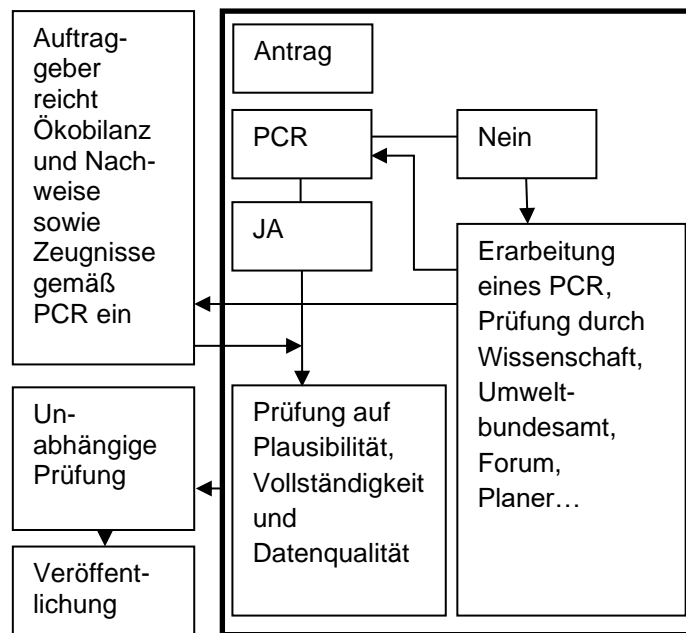 Auftrag-
geber
reicht
Ökobilanz
und Nach-
weise
sowie
Zeugnisse
gemäß
PCR ein
Antrag
PCR
Nein
JA
Erarbeitung
eines PCR,
Prüfung durch
Wissenschaft,
Umwelt-
bundesamt,
Forum,
Planer…
Prüfung auf
Plausibilität,
Vollständigkeit
und
Datenqualität
Un-
abhängige
Prüfung
Veröffent-
lichung